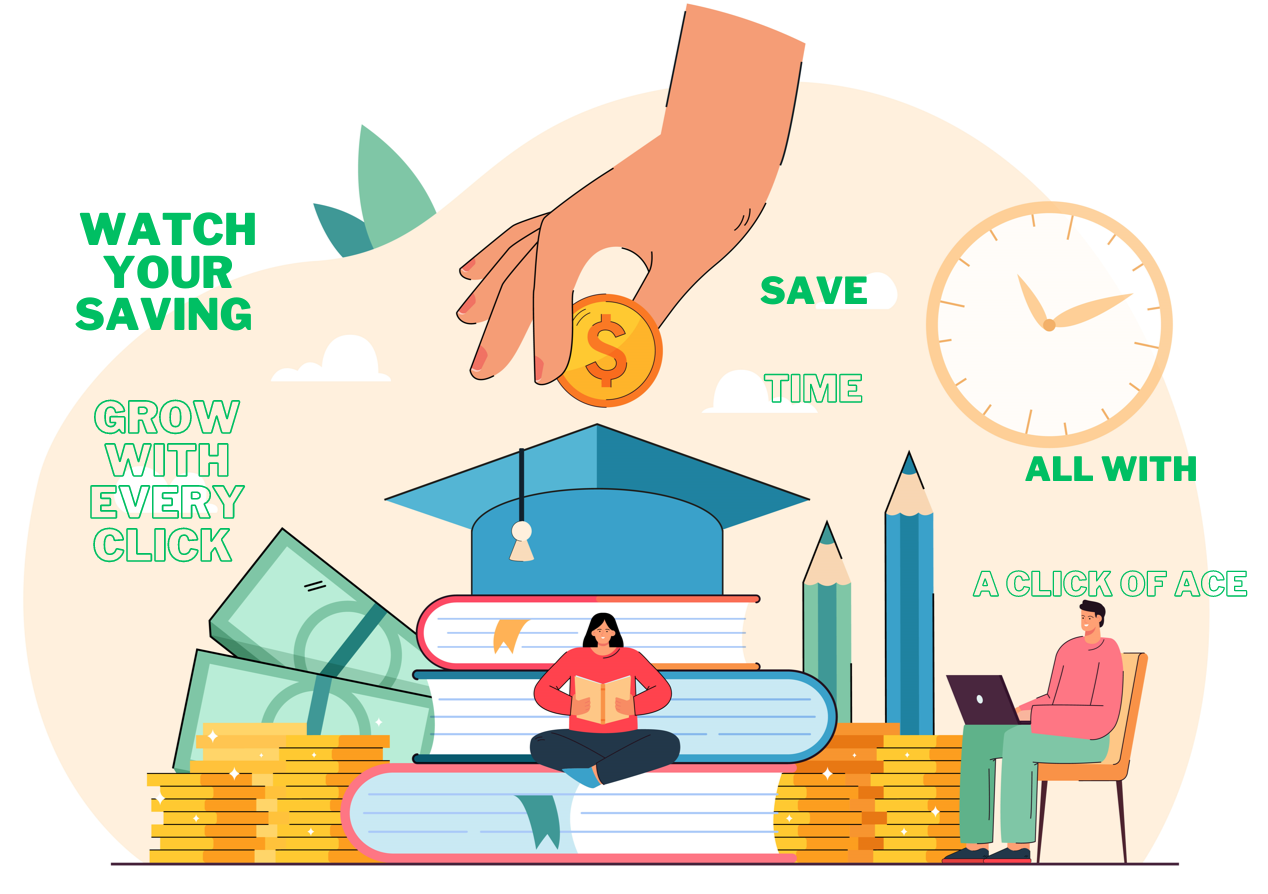 WATCH
YOUR
SAVING
GROW
WITH
EVERY
CLICK
SAVE
TIME
ALL WITH
A CLICK OF ACE
$